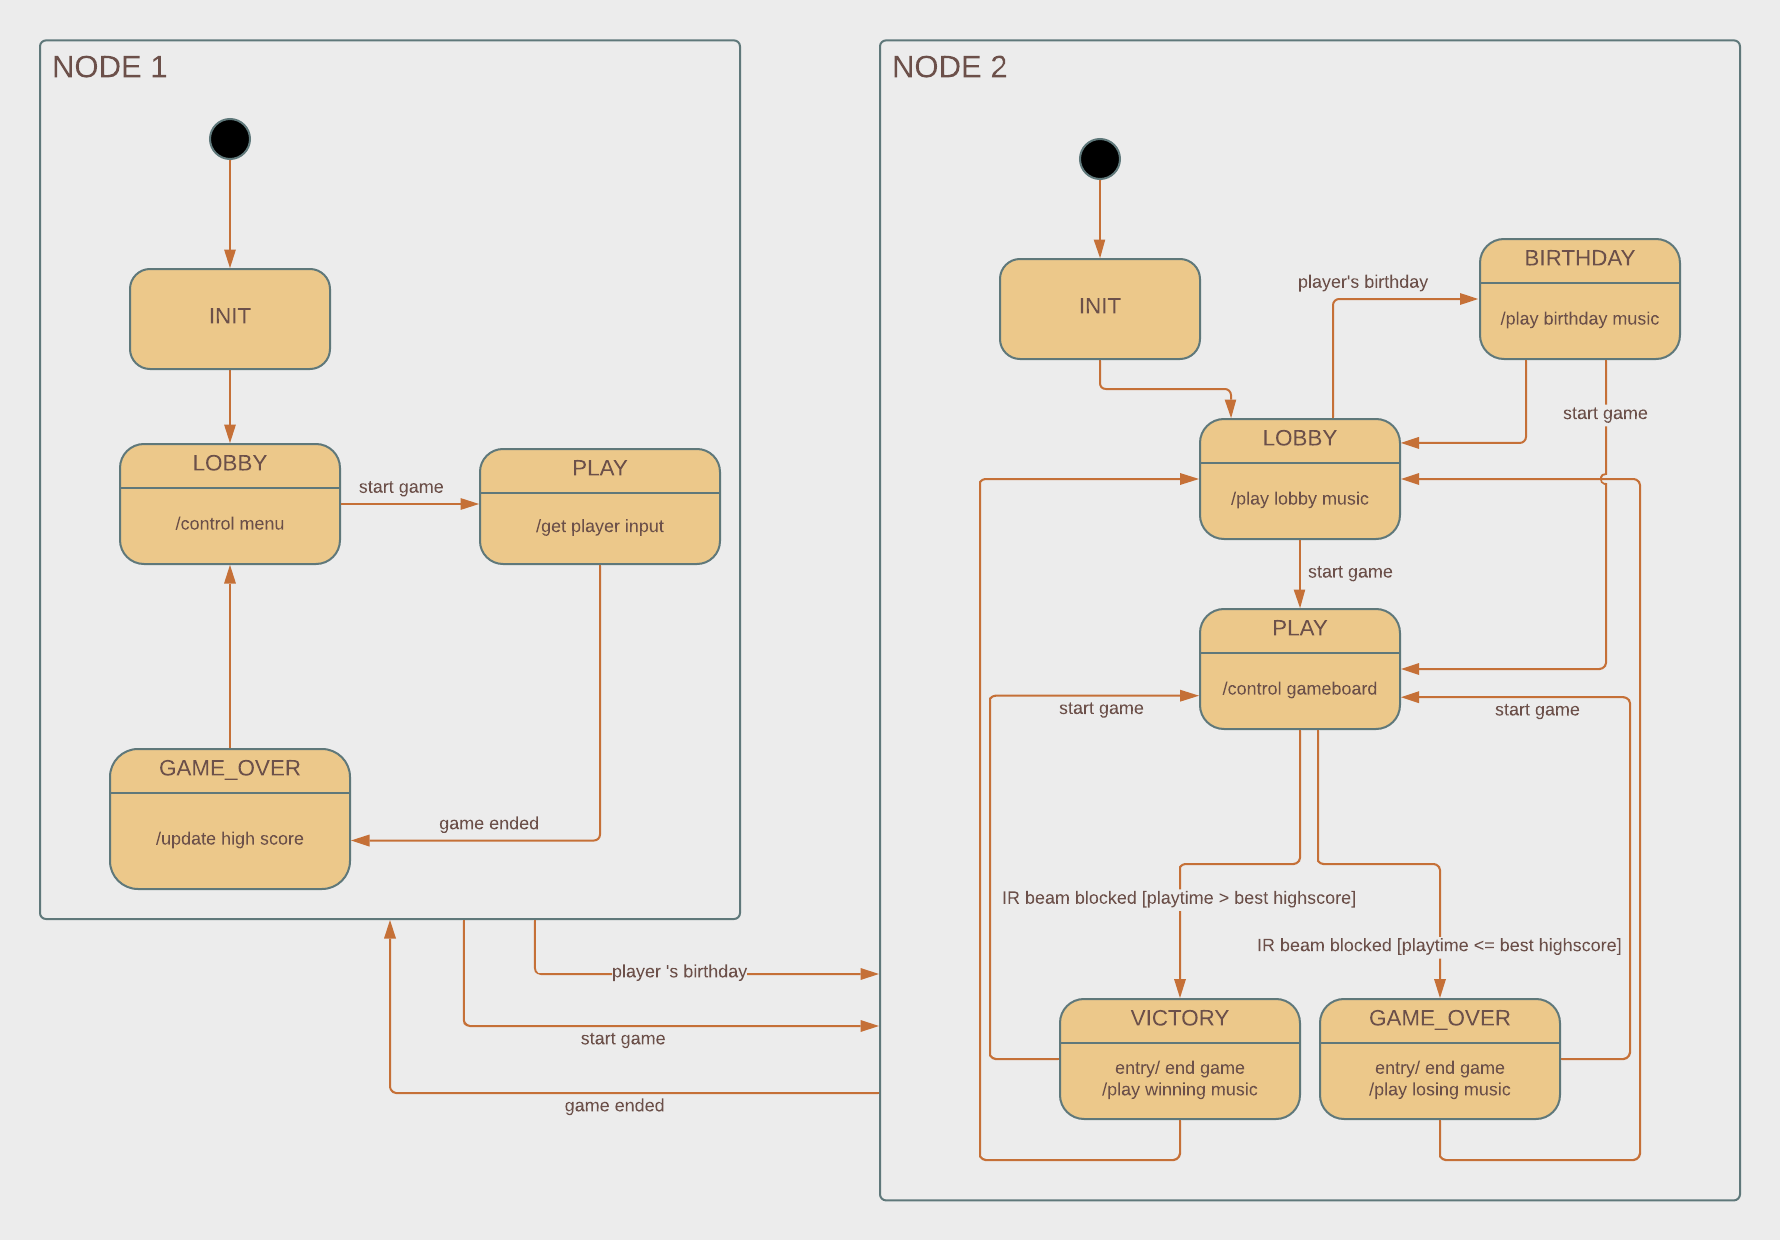 NODE 1
INIT
LOBBY
/control menu
start game
PLAY
/get player input
GAME_OVER
/update high score
game ended
player 's birthday
start game
game ended
NODE 2
INIT
player's birthday
BIRTHDAY
/play birthday music
start game
LOBBY
/play lobby music
start game
PLAY
/control gameboard
start game
start game
IR beam blocked [playtime > best highscore]
IR beam blocked [playtime <= best highscore]
VICTORY
entry/ end game
/play winning music
GAME_OVER
entry/ end game
/play losing music